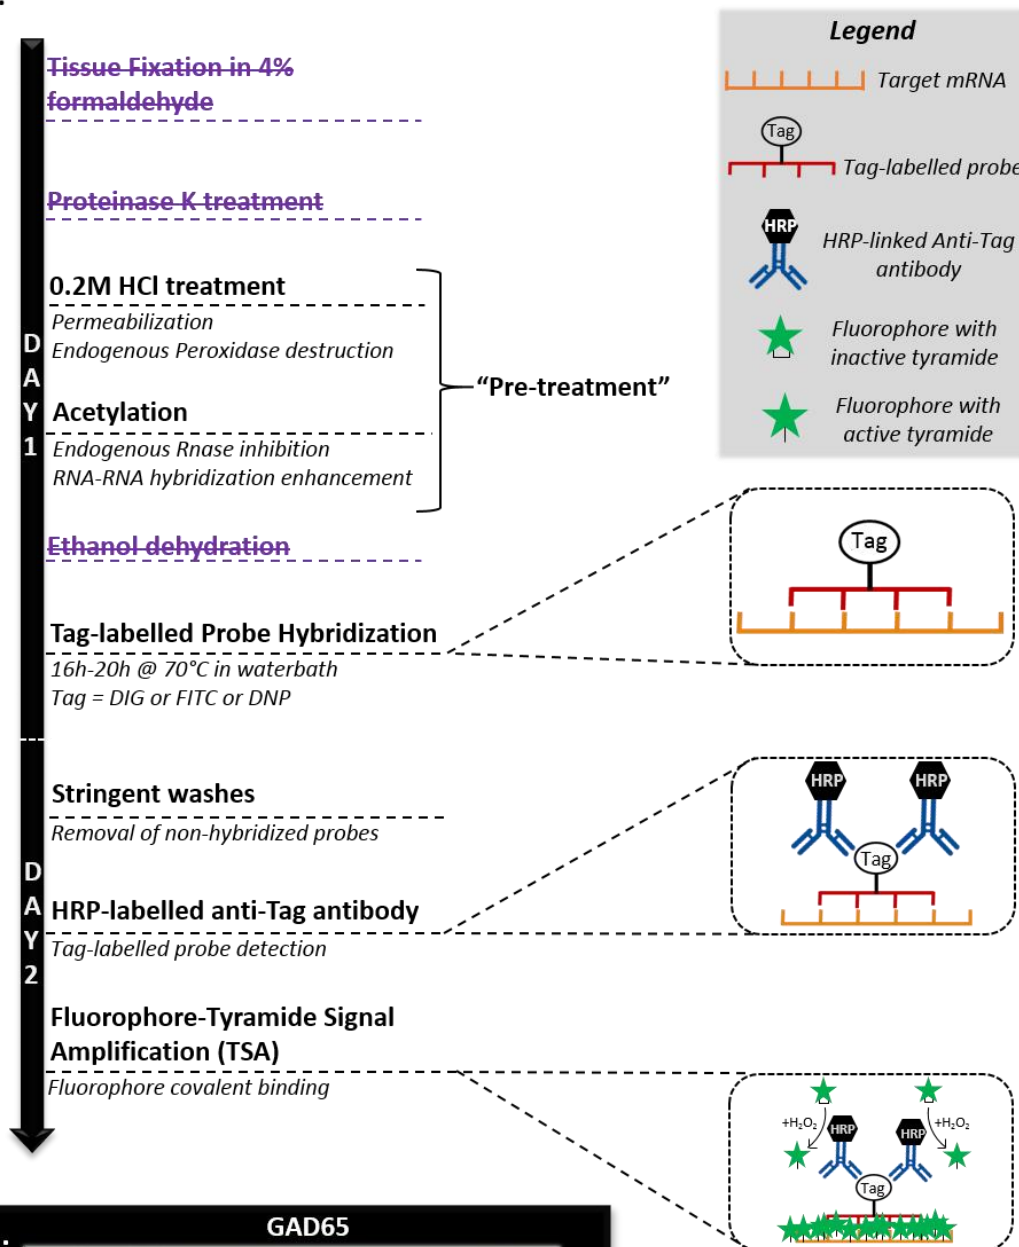 Tissue Fixation in 4%
formaldehyde
Proteinase K treatment
0.2M HCl treatment
Permeabilization
Endogenous Peroxidase destruction
Acetylation
Endogenous Rnase inhibition
RNA-RNA hybridization enhancement
"Pre-treatment"
Ethanol dehydration
Tag-labelled Probe Hybridization
16h-20h @ 70°C in waterbath
Tag = DIG or FITC or DNP
DAY1
Stringent washes
Removal of non-hybridized probes
HRP-labelled anti-Tag antibody
Tag-labelled probe detection
Fluorophore-Tyramide Signal
Amplification (TSA)
Fluorophore covalent binding
DAY2
Legend
Target mRNA
Tag
Tag-labelled probe
HRP
HRP-linked Anti-Tag
antibody
Fluorophore with
inactive tyramide
Fluorophore with
active tyramide
Tag
HRP HRP
Tag
+H₂O₂ +H₂O₂
HRP HRP
Tag
GAD65